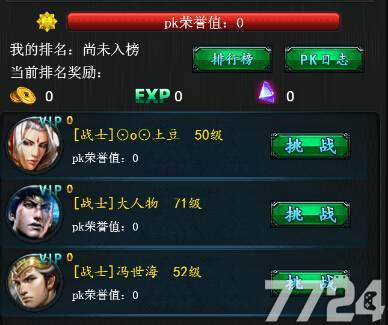 pk荣誉值：0
我的排名：尚未入榜
排行榜
PK日志
当前排名奖励：
0
EXP 0
0
VIP 0
[战士]⊙o⊙土豆 50级
pk荣誉值：0
挑战
VIP 0
[战士]大人物 71级
pk荣誉值：0
挑战
VIP 0
[战士]冯世海 52级
pk荣誉值：0
挑战
7724